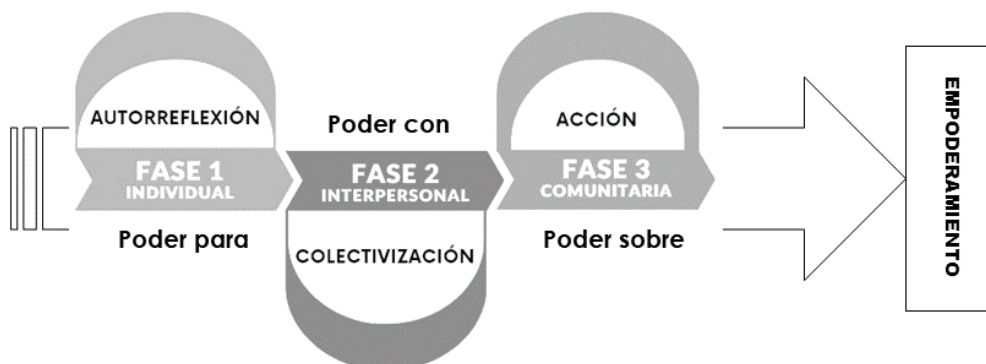 AUTORREFLEXIÓN
FASE 1
INDIVIDUAL
Poder para
Poder con
FASE 2
INTERPERSONAL
COLECTIVIZACIÓN
ACCIÓN
FASE 3
COMUNITARIA
Poder sobre
EMPODERAMIENTO